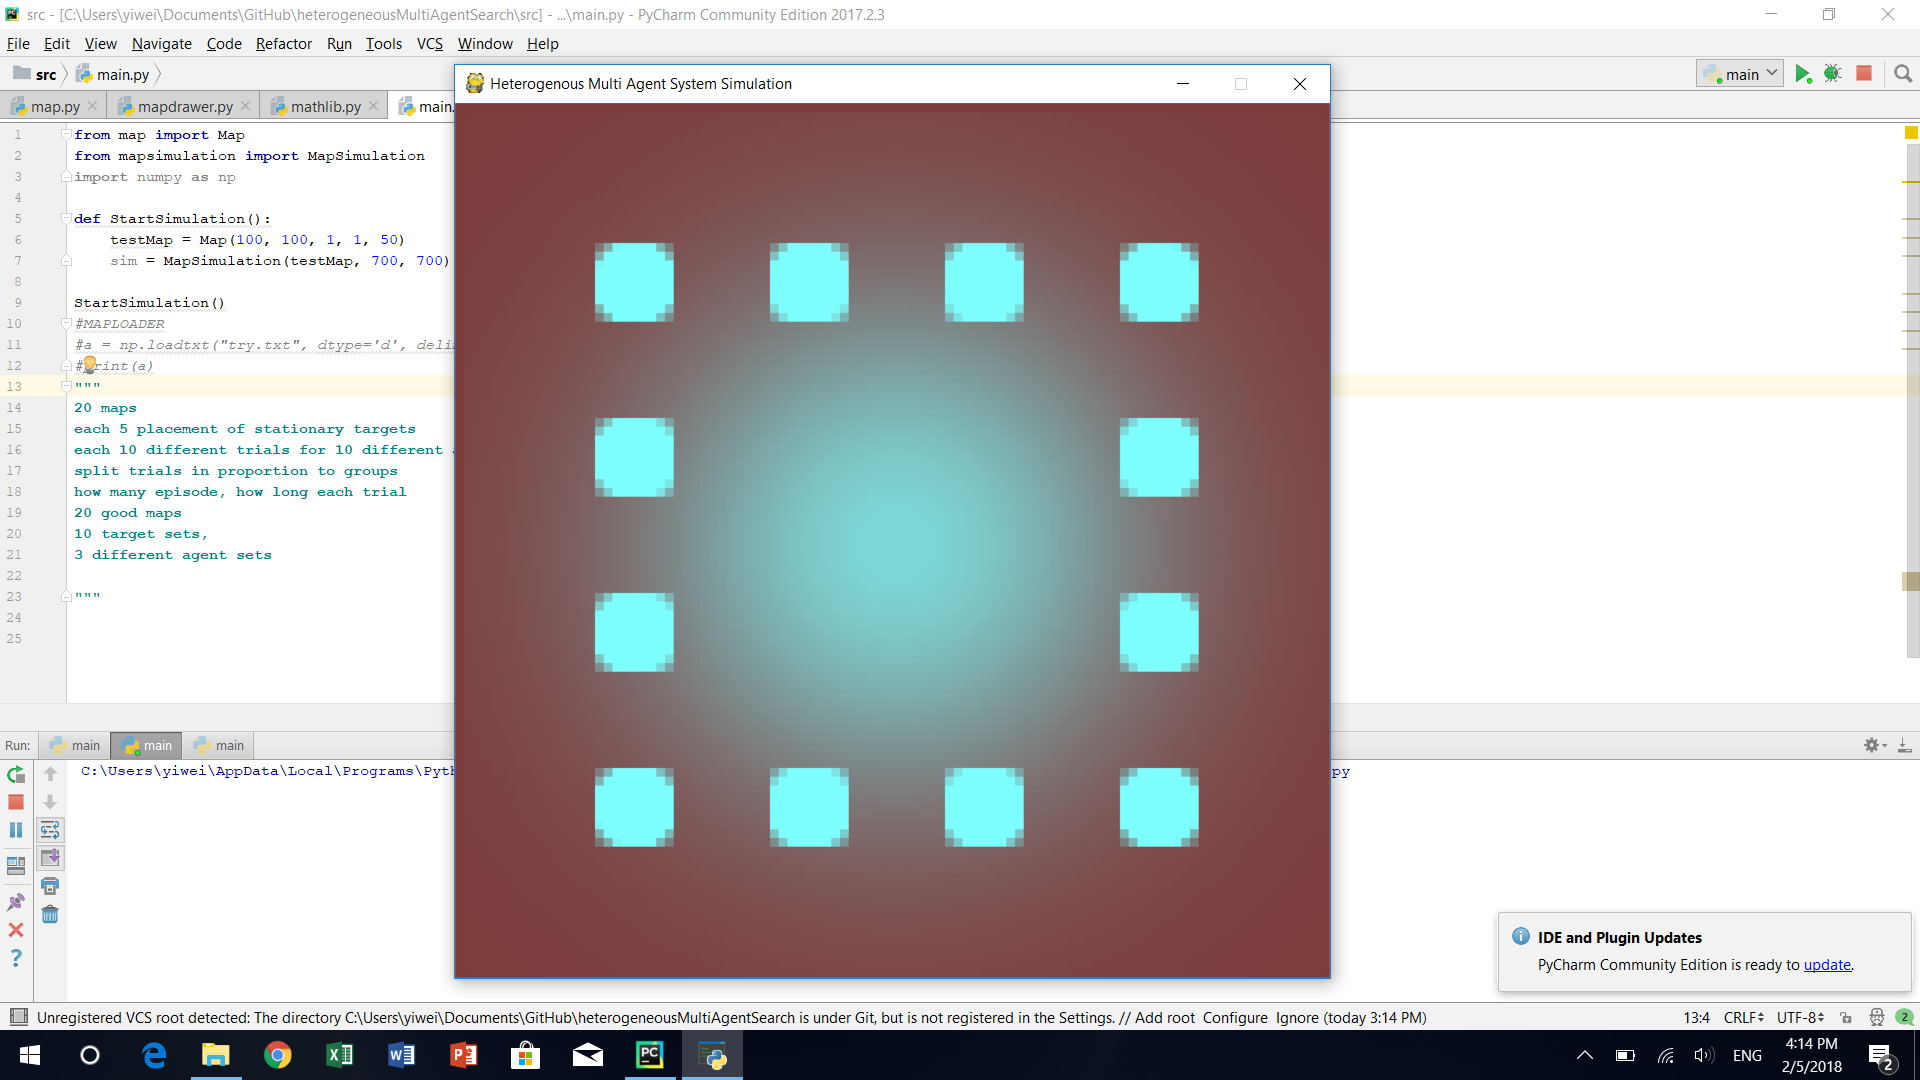 src - [C:\Users\yiwei\Documents\GitHub\heterogeneousMultiAgentSearch\src] - ...\main.py - PyCharm Community Edition 2017.2.3
File Edit View Navigate Code Refactor Run Tools VCS Window Help
src main.py main
map.py mapdrawer.py mathlib.py main.
Heterogenous Multi Agent System Simulation
1 from map import Map
2 from mapsimulation import MapSimulation
3 import numpy as np
4
5 def StartSimulation():
6 testMap = Map(100, 100, 1, 1, 50)
7 sim = MapSimulation(testMap, 700, 700)
8
9 StartSimulation()
10 #MAPLOADER
11 #a = np.loadtxt("try.txt", dtype='d', deli
12 #print(a)
13 """
14 20 maps
15 each 5 placement of stationary targets
16 each 10 different trials for 10 different
17 split trials in proportion to groups
18 how many episode, how long each trial
19 20 good maps
20 10 target sets,
21 3 different agent sets
22
23 """
24
25
Run: main main main
C:\Users\yiwei\AppData\Local\Programs\Pyth
py
IDE and Plugin Updates
PyCharm Community Edition is ready to update.
Unregistered VCS root detected: The directory C:\Users\yiwei\Documents\GitHub\heterogeneousMultiAgentSearch is under Git, but is not registered in the Settings. // Add root Configure Ignore (today 3:14 PM) 13:4 CRLF UTF-8 2
ENG
4:14 PM
2/5/2018
2